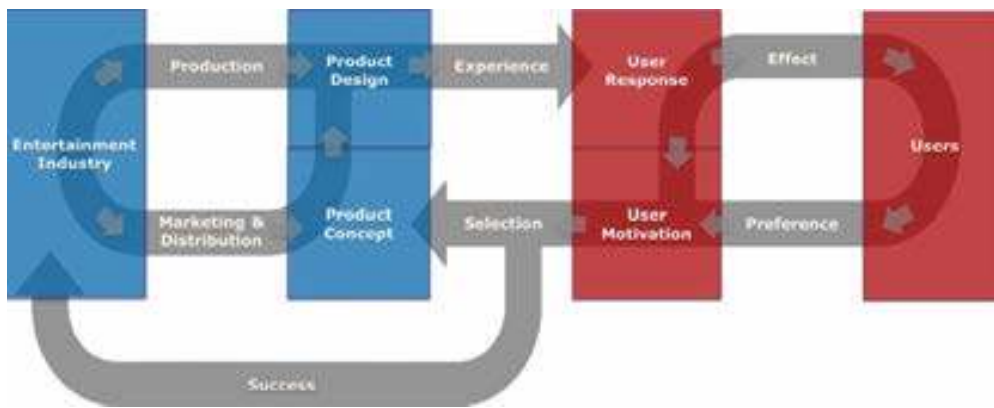 Production
Product
Design
Experience
User
Response
Effect
Entertainment
Industry
Users
Marketing &
Distribution
Product
Concept
Selection
User
Motivation
Preference
Success